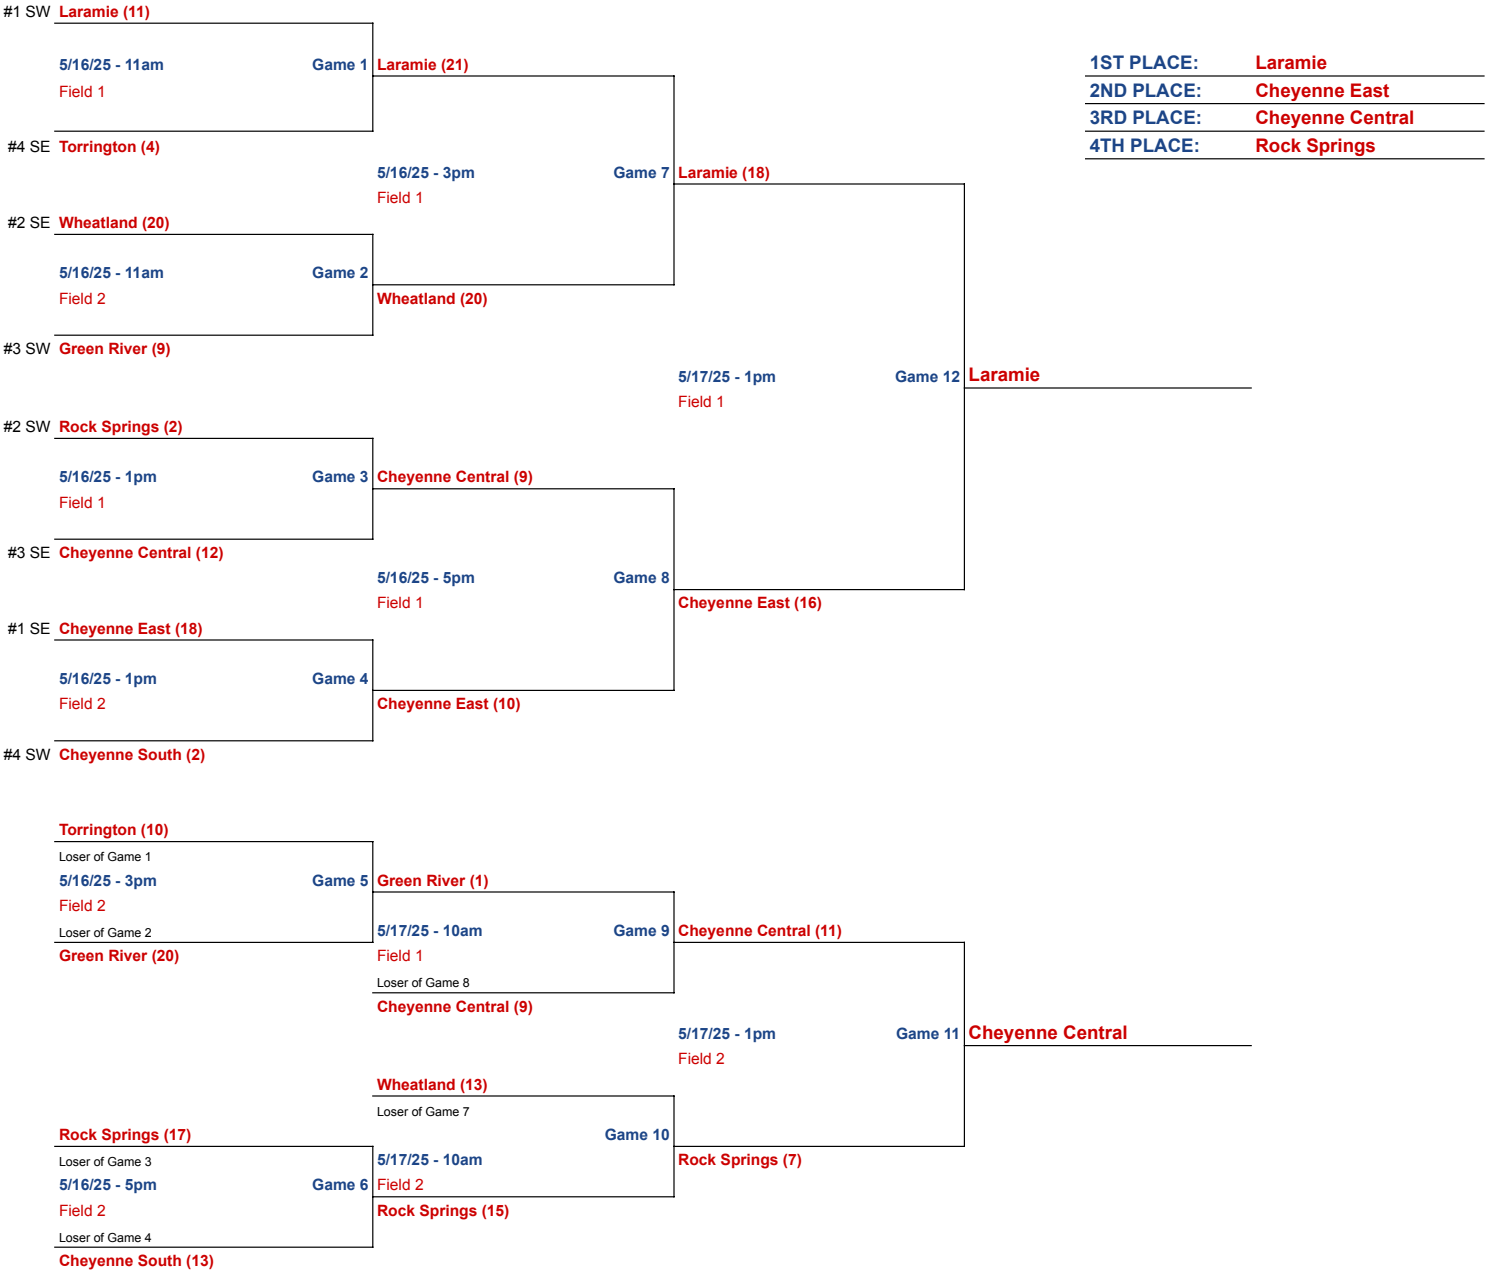 #1 SW Laramie (11)
5/16/25 - 11am Game 1 Laramie (21)
1ST PLACE: Laramie
Field 1
2ND PLACE: Cheyenne East
3RD PLACE: Cheyenne Central
#4 SE Torrington (4)
4TH PLACE: Rock Springs
5/16/25 - 3pm Game 7 Laramie (18)
Field 1
#2 SE Wheatland (20)
5/16/25 - 11am Game 2
Field 2 Wheatland (20)
#3 SW Green River (9)
5/17/25 - 1pm Game 12 Laramie
Field 1
#2 SW Rock Springs (2)
5/16/25 - 1pm Game 3 Cheyenne Central (9)
Field 1
#3 SE Cheyenne Central (12)
5/16/25 - 5pm Game 8
Field 1 Cheyenne East (16)
#1 SE Cheyenne East (18)
5/16/25 - 1pm Game 4
Field 2 Cheyenne East (10)
#4 SW Cheyenne South (2)
Torrington (10)
Loser of Game 1
5/16/25 - 3pm Game 5 Green River (1)
Field 2
Loser of Game 2 5/17/25 - 10am Game 9 Cheyenne Central (11)
Green River (20) Field 1
Loser of Game 8
Cheyenne Central (9)
5/17/25 - 1pm Game 11 Cheyenne Central
Field 2
Wheatland (13)
Loser of Game 7
Rock Springs (17) Game 10
Loser of Game 3 5/17/25 - 10am Rock Springs (7)
5/16/25 - 5pm Game 6 Field 2
Field 2 Rock Springs (15)
Loser of Game 4
Cheyenne South (13)